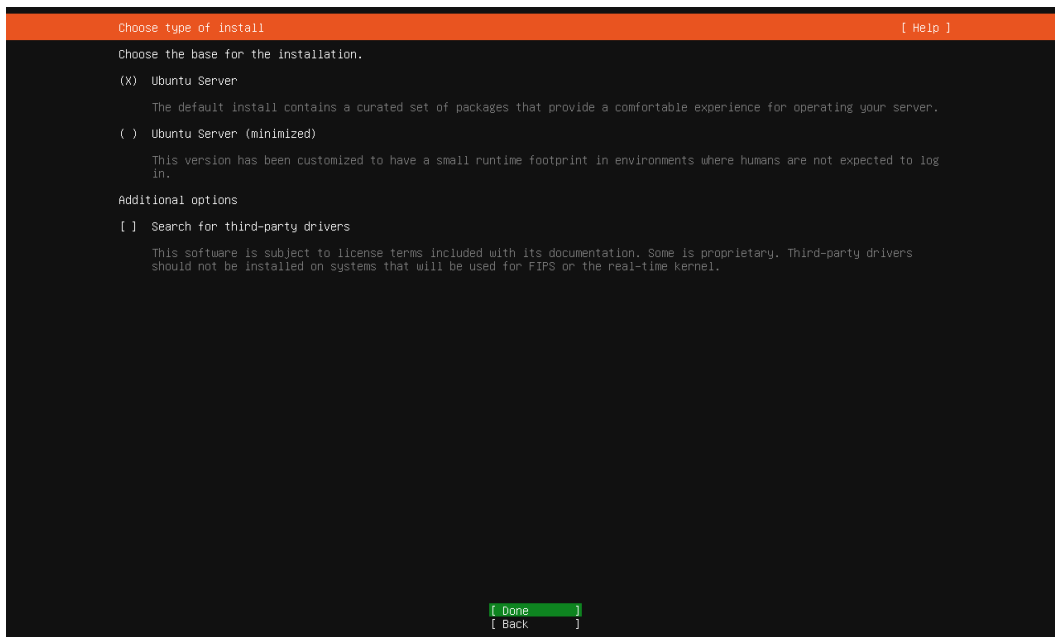 Choose type of install [ Help ]
Choose the base for the installation.
(X) Ubuntu Server
The default install contains a curated set of packages that provide a comfortable experience for operating your server.
( ) Ubuntu Server (minimized)
This version has been customized to have a small runtime footprint in environments where humans are not expected to log
in.
Additional options
[ ] Search for third-party drivers
This software is subject to license terms included with its documentation. Some is proprietary. Third-party drivers
should not be installed on systems that will be used for FIPS or the real-time kernel.
[ Done ]
[ Back ]